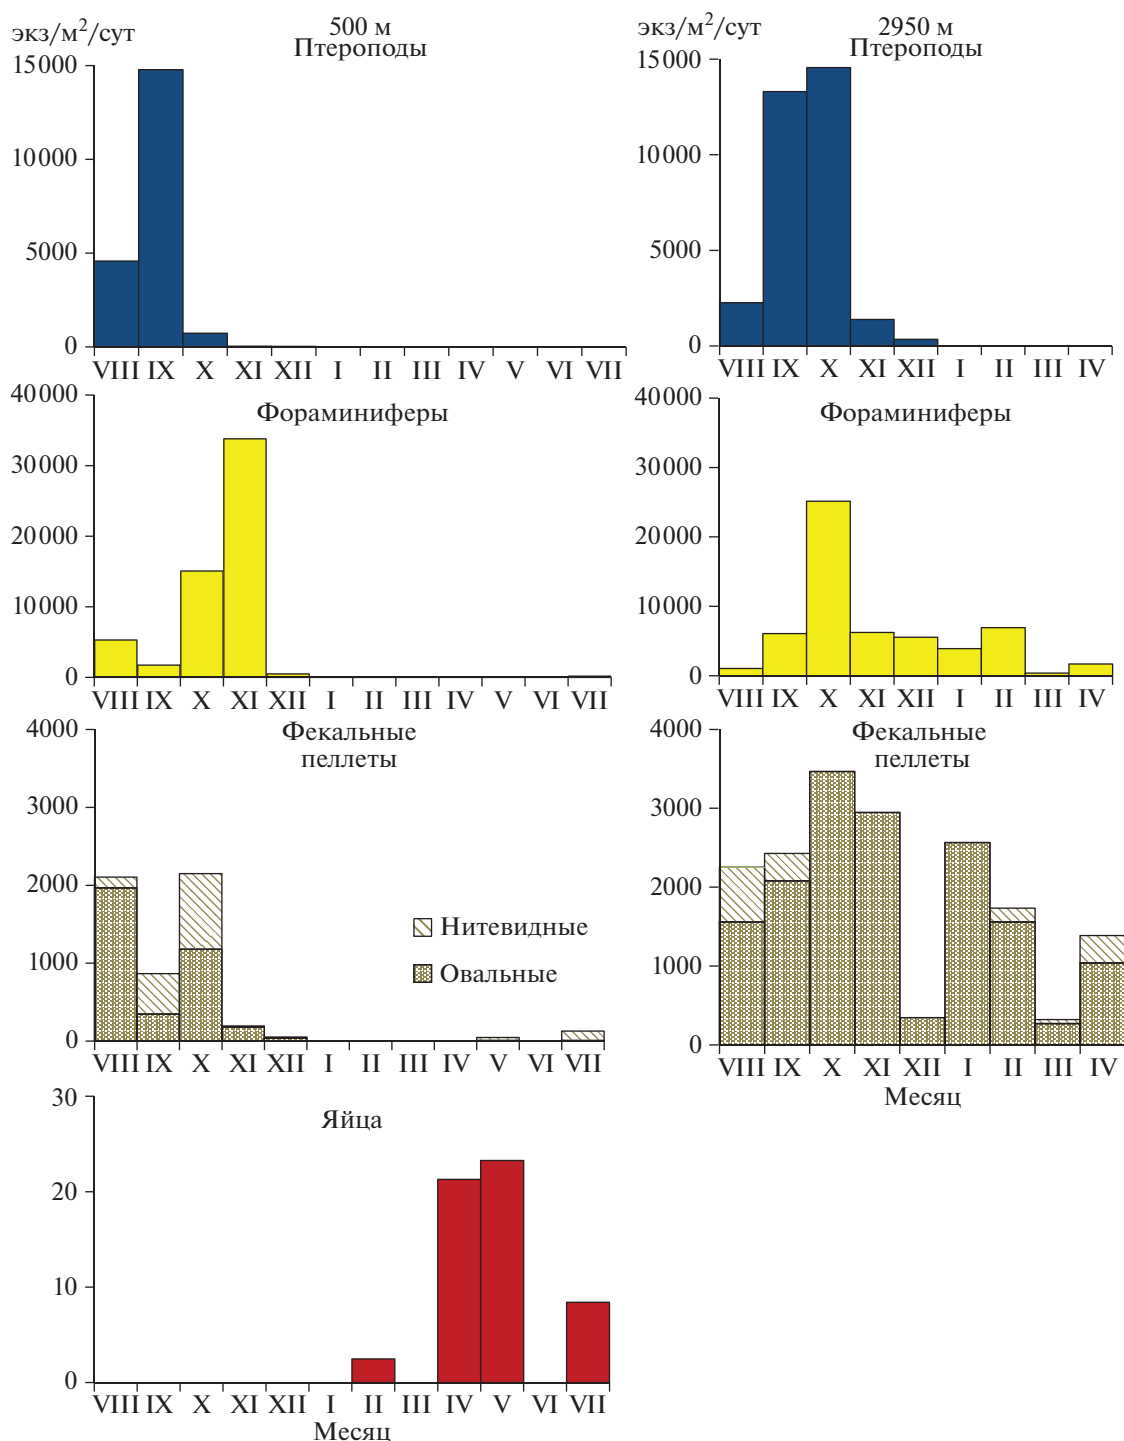 экз/м²/сут
500 м
Птероподы
15000
10000
5000
0
VIII IX X XI XII I II III IV V VI VII
40000
Фораминиферы
30000
20000
10000
0
VIII IX X XI XII I II III IV V VI VII
4000
Фекальные
пеллеты
3000
2000
Нитевидные
1000
Овальные
0
VIII IX X XI XII I II III IV V VI VII
30
Яйца
20
10
0
VIII IX X XI XII I II III IV V VI VII
Месяц
экз/м²/сут
2950 м
Птероподы
15000
10000
5000
0
VIII IX X XI XII I II III IV
40000
Фораминиферы
30000
20000
10000
0
VIII IX X XI XII I II III IV
4000
Фекальные
пеллеты
3000
2000
1000
0
VIII IX X XI XII I II III IV
Месяц